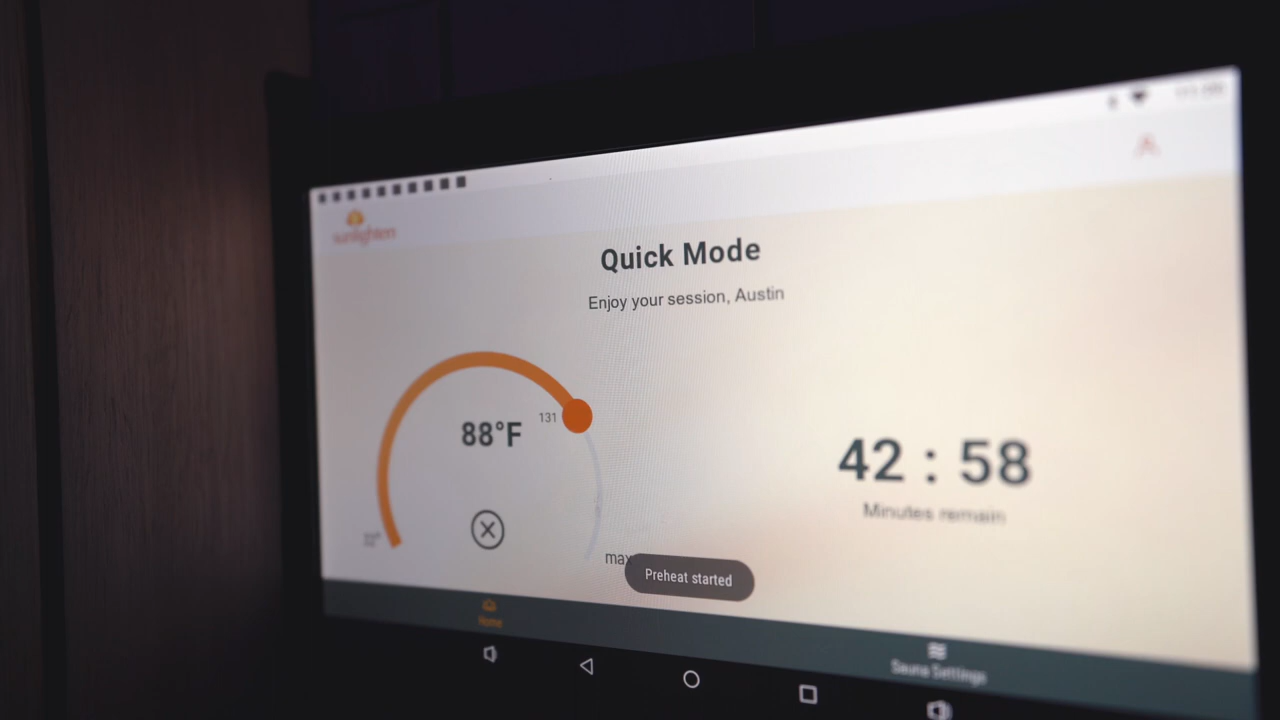 sunlighten
Quick Mode
Enjoy your session, Austin
131
88°F
42 : 58
Minutes remain
max
Preheat started
Home
Sauna Settings